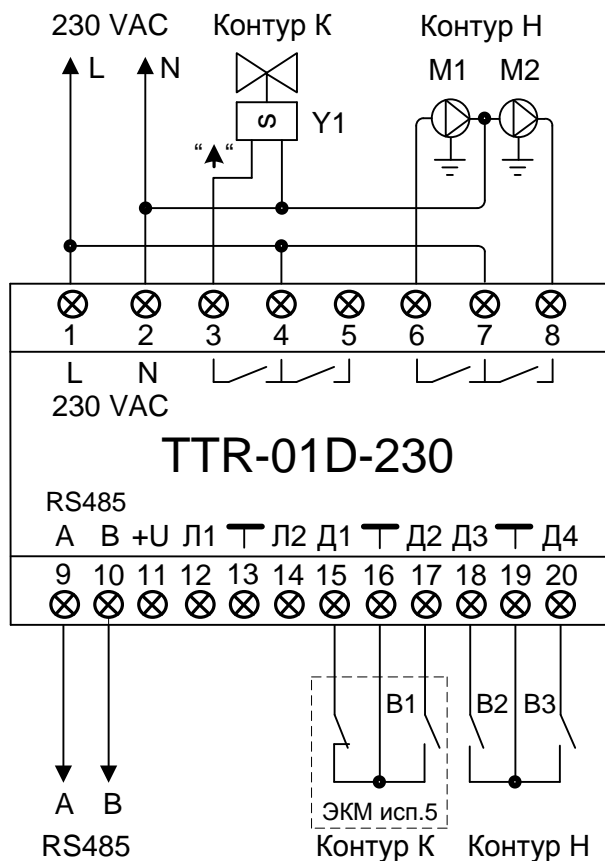 230 VAC Контур К Контур Н
L N M1 M2
S Y1
“ “
1 2 3 4 5 6 7 8
L N
230 VAC
TTR-01D-230
RS485
A B +U Л1 Л2 Д1 Д2 Д3 Д4
9 10 11 12 13 14 15 16 17 18 19 20
B1 B2 B3
ЭКМ исп.5
A B
RS485 Контур К Контур Н